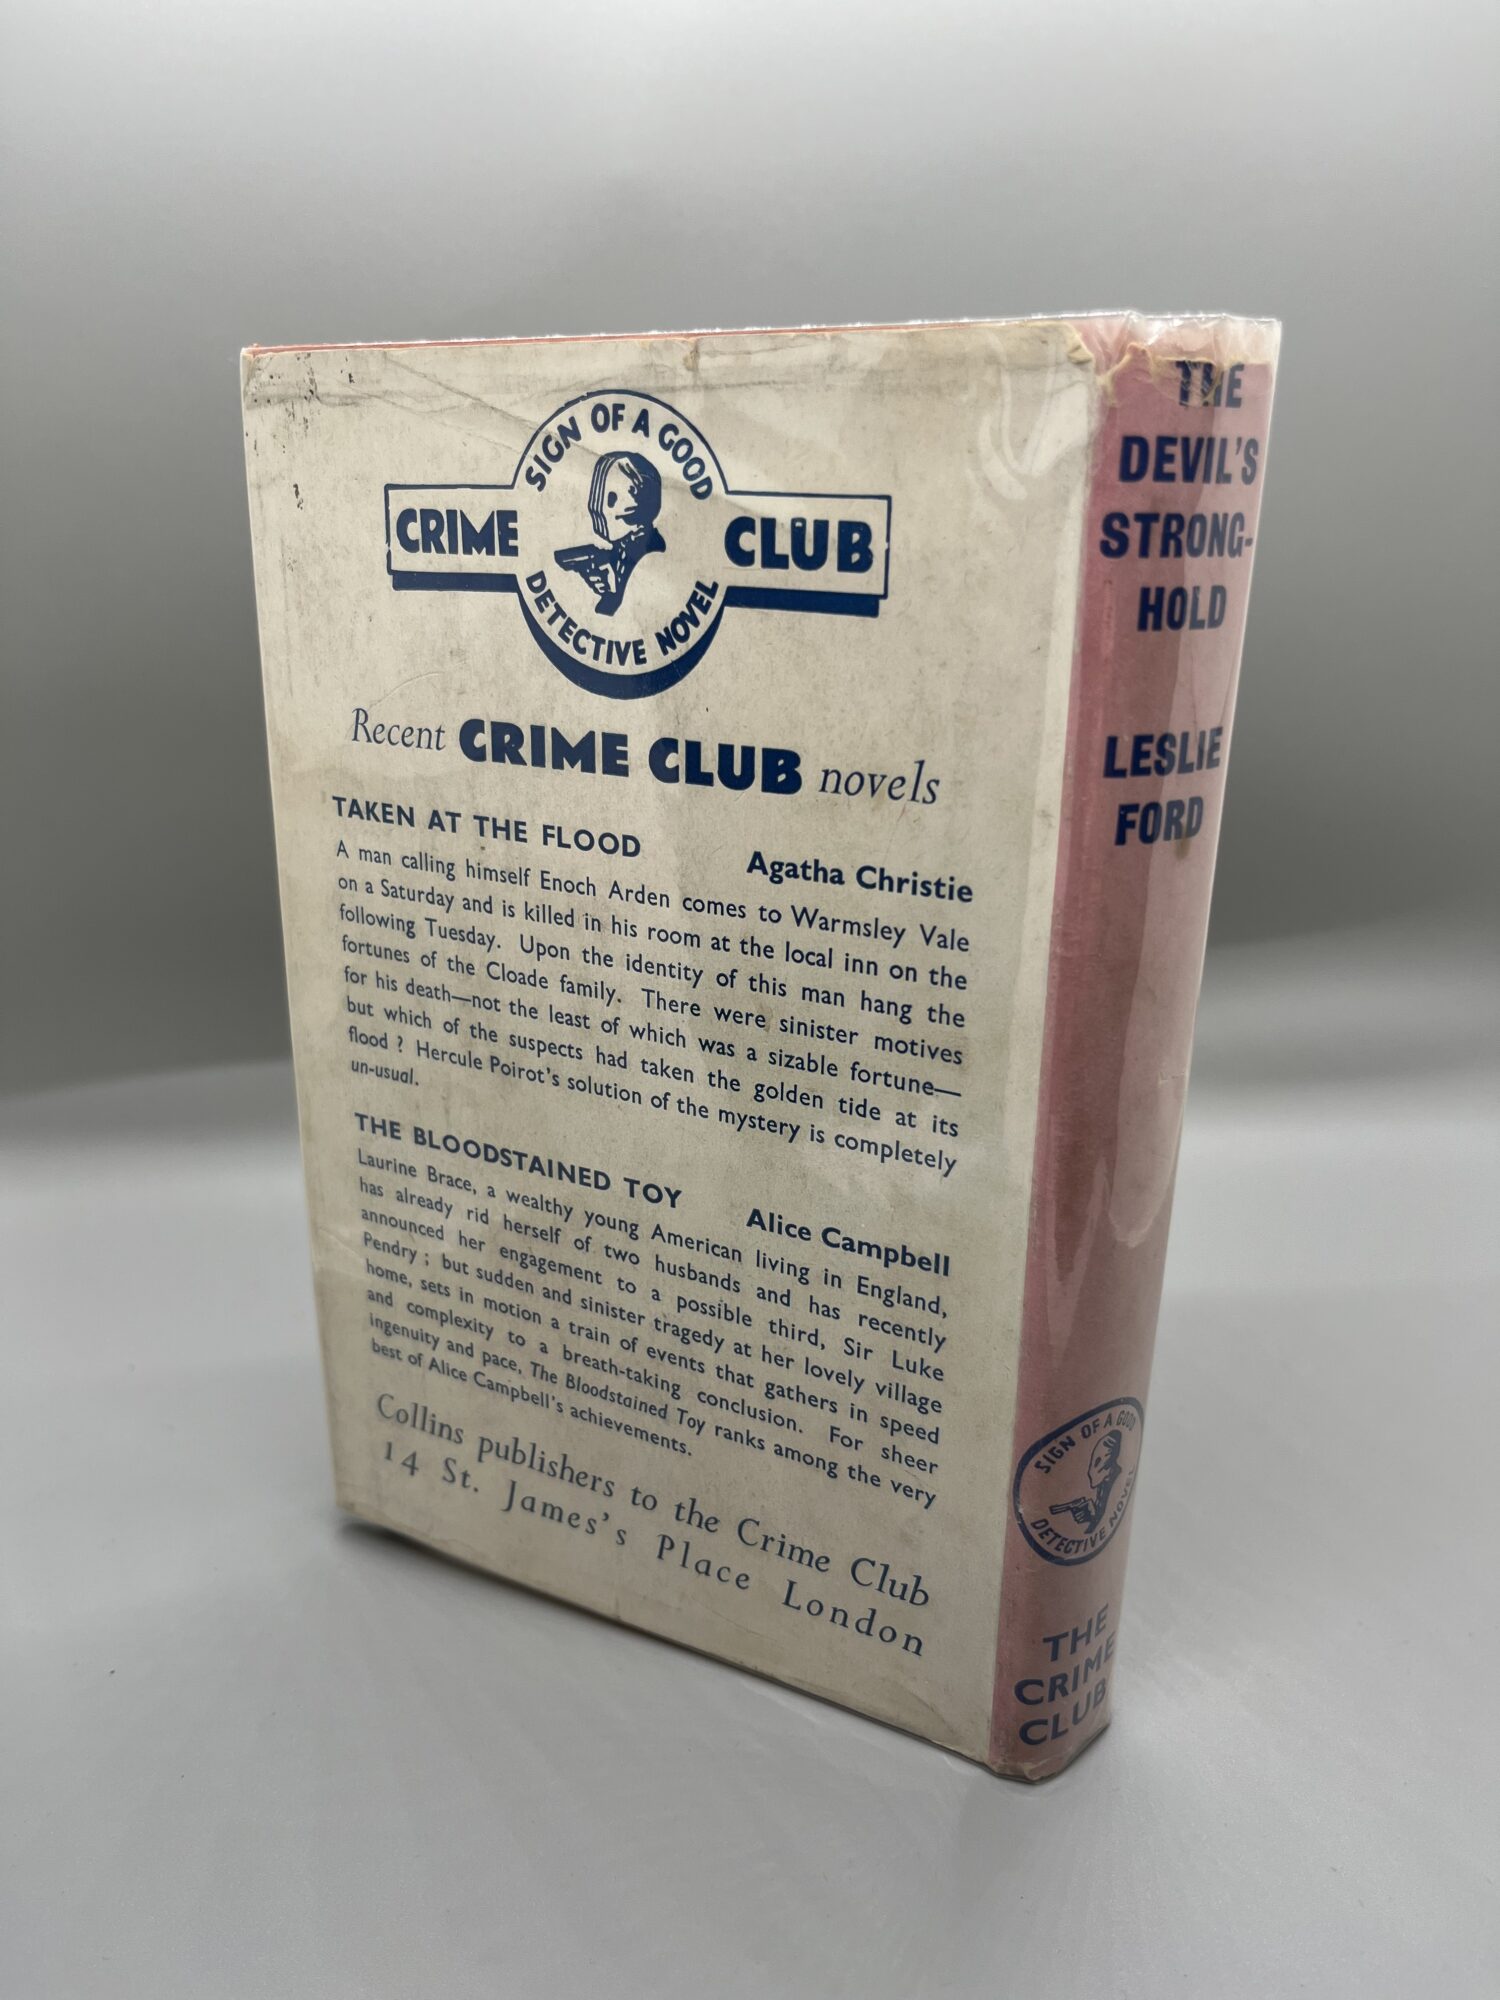 SIGN OF A GOOD
CRIME CLUB
DETECTIVE NOVEL
Recent CRIME CLUB novels
TAKEN AT THE FLOOD Agatha Christie
A man calling himself Enoch Arden comes to Warmsley Vale
on a Saturday and is killed in his room at the local inn on the
following Tuesday. Upon the identity of this man hang the
fortunes of the Cloade family. There were sinister motives
for his death—not the least of which was a sizable fortune—
but which of the suspects had taken the golden tide at its
flood ? Hercule Poirot's solution of the mystery is completely
un-usual.
THE BLOODSTAINED TOY Alice Campbell
Laurine Brace, a wealthy young American living in England,
has already rid herself of two husbands and has recently
announced her engagement to a possible third, Sir Luke
Pendry ; but sudden and sinister tragedy at her lovely village
home, sets in motion a train of events that gathers in speed
and complexity to a breath-taking conclusion. For sheer
ingenuity and pace, The Bloodstained Toy ranks among the very
best of Alice Campbell's achievements.
Collins publishers to the Crime Club
14 St. James's Place London
THE
DEVIL'S
STRONG-
HOLD
LESLIE
FORD
SIGN OF A GOOD
DETECTIVE NOVEL
THE
CRIME
CLUB